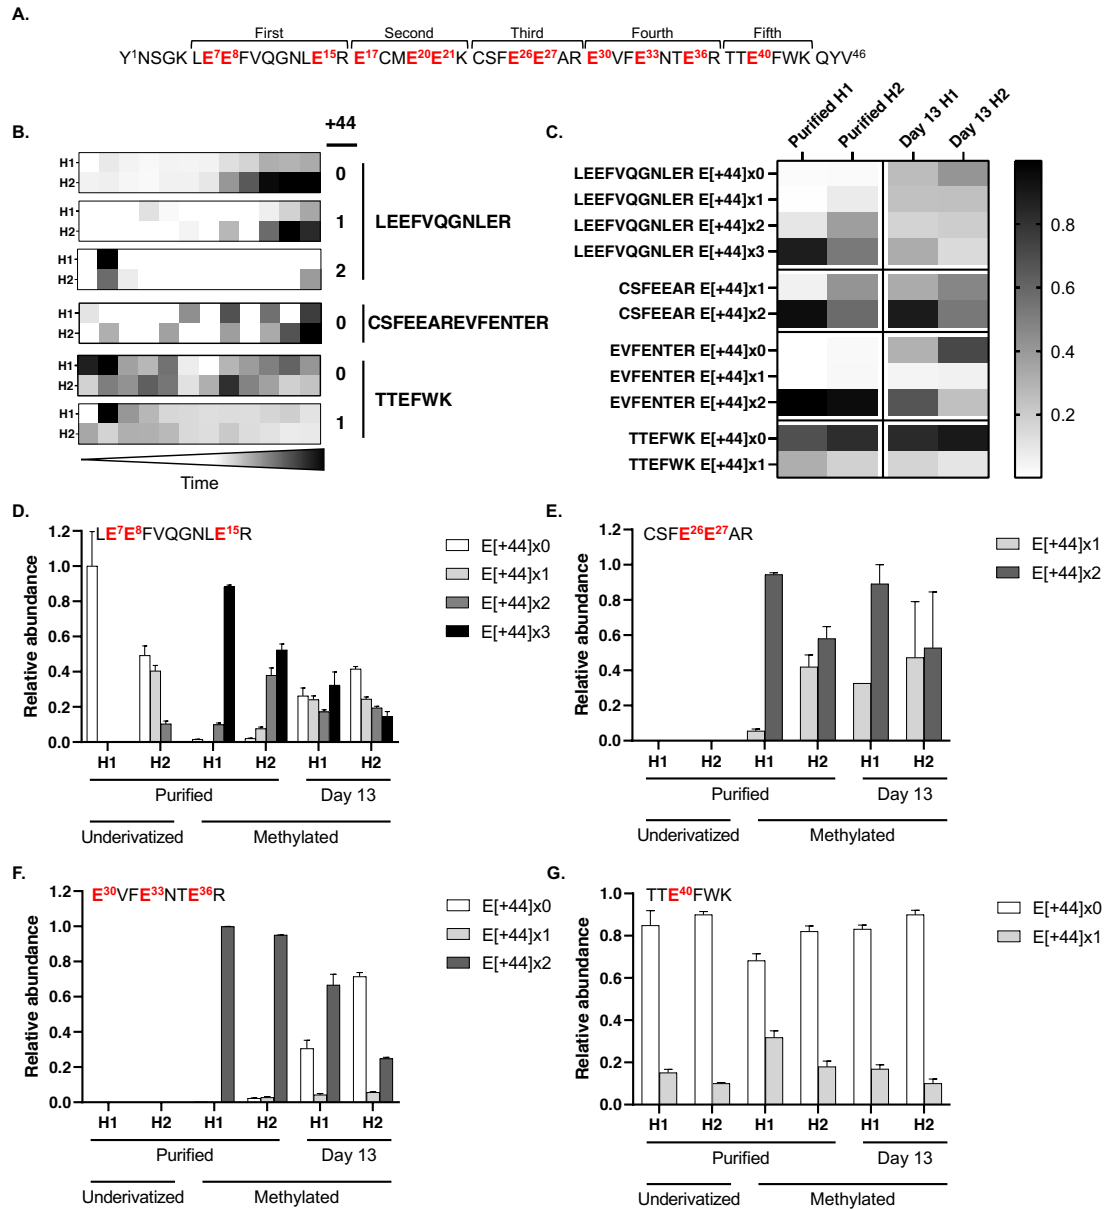 A.
First Second Third Fourth Fifth
Y¹NSGK LE⁷E⁸FVQGNLE¹⁵R E¹⁷CME²⁰E²¹K CSFE²⁶E²⁷AR E³⁰VFE³³NTE³⁶R TTE⁴⁰FWK QYV⁴⁶
B.
+44
H1
H2
0
H1
H2
1
LEEFVQGNLER
H1
H2
2
H1
H2
0
CSFEEAREVFENTER
H1
H2
0
TTEFWK
H1
H2
1
Time
C.
Purified H1
Purified H2
Day 13 H1
Day 13 H2
LEEFVQGNLER E[+44]x0
LEEFVQGNLER E[+44]x1
LEEFVQGNLER E[+44]x2
LEEFVQGNLER E[+44]x3
CSFEEAR E[+44]x1
CSFEEAR E[+44]x2
EVFENTER E[+44]x0
EVFENTER E[+44]x1
EVFENTER E[+44]x2
TTEFWK E[+44]x0
TTEFWK E[+44]x1
0.8
0.6
0.4
0.2
D.
LE⁷E⁸FVQGNLE¹⁵R
Relative abundance
1.2
1.0
0.8
0.6
0.4
0.2
0.0
H1 H2 H1 H2 H1 H2
Purified Day 13
Underivatized Methylated
E[+44]x0
E[+44]x1
E[+44]x2
E[+44]x3
E.
CSFE²⁶E²⁷AR
Relative abundance
1.2
1.0
0.8
0.6
0.4
0.2
0.0
H1 H2 H1 H2 H1 H2
Purified Day 13
Underivatized Methylated
E[+44]x1
E[+44]x2
F.
E³⁰VFE³³NTE³⁶R
Relative abundance
1.2
1.0
0.8
0.6
0.4
0.2
0.0
H1 H2 H1 H2 H1 H2
Purified Day 13
Underivatized Methylated
E[+44]x0
E[+44]x1
E[+44]x2
G.
TTE⁴⁰FWK
Relative abundance
1.0
0.8
0.6
0.4
0.2
0.0
H1 H2 H1 H2 H1 H2
Purified Day 13
Underivatized Methylated
E[+44]x0
E[+44]x1